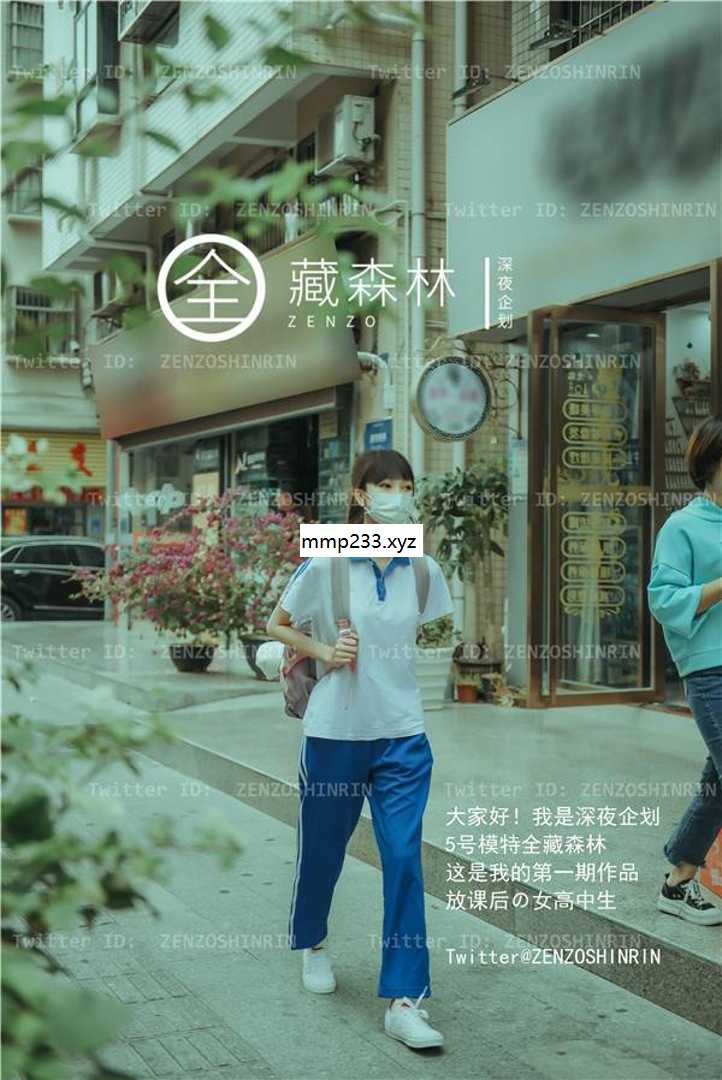 Twitter ID: ZENZOSHINRIN Twitter ID: ZENZOSHINRIN
Twitter ID: ZENZOSHINRIN Twitter ID: ZENZOSHINRIN
全 藏森林 深夜企划
ZENZO
Twitter ID: ZENZOSHINRIN Twitter ID: ZENZOSHINRIN
Twitter ID: ZENZOSHINRIN Twitter ID: ZENZOSHINRIN
mmp233.xyz
Twitter ID: ZENZOSHINRIN Twitter ID: ZENZOSHINRIN
Twitter ID: ZENZOSHINRIN Twitter ID: ZENZOSHINRIN
大家好！我是深夜企划
5号模特全藏森林
这是我的第一期作品
放课后の女高中生
Twitter ID: ZENZOSHINRIN Twitter ID: ZENZOSHINRIN
Twitter@ZENZOSHINRIN